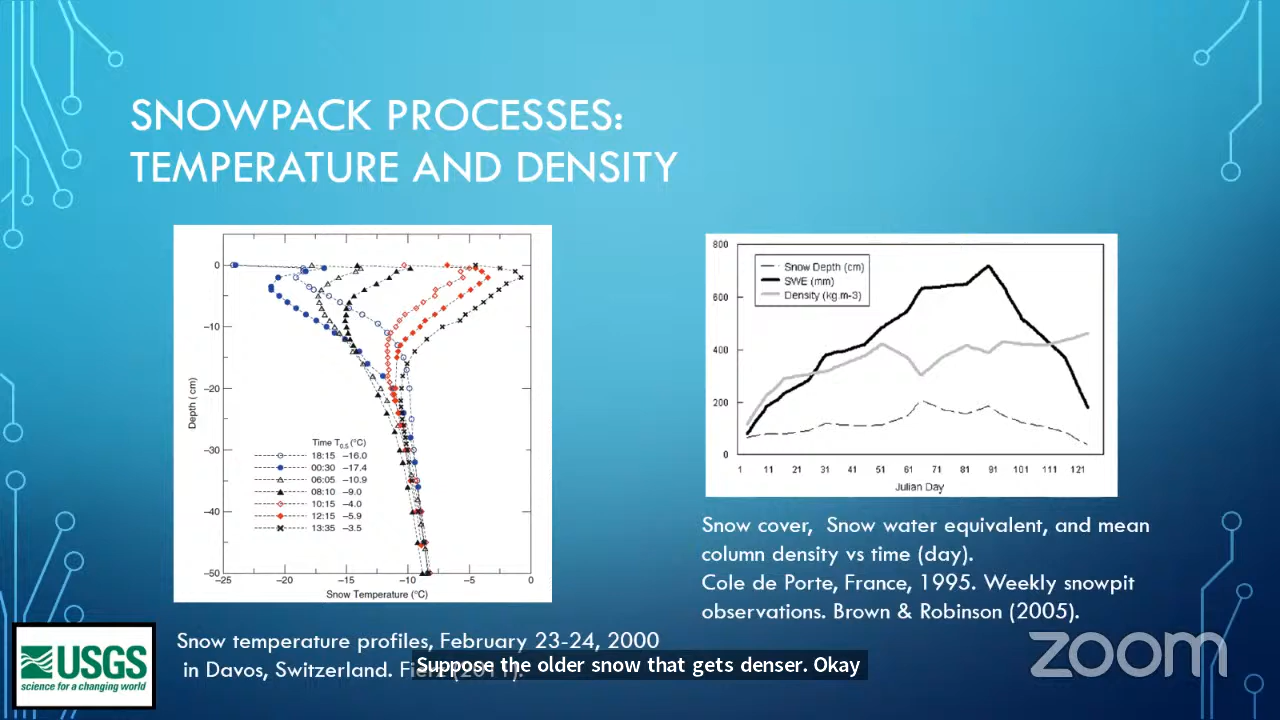 SNOWPACK PROCESSES:
TEMPERATURE AND DENSITY
0
−10
−20
−30
−40
−50
Depth ( cm)
Time T0.5 (°C)
18:15 −16.0
00:30 −17.4
06:05 −10.9
08:10 −9.0
10:15 −4.0
12:15 −5.9
13:35 −3.5
−25 −20 −15 −10 −5 0
Snow Temperature (°C)
800
600
400
200
0
Snow Depth (cm)
SWE (mm)
Density (kg.m-3)
1 11 21 31 41 51 61 71 81 91 101 111 121
Julian Day
Snow cover, Snow water equivalent, and mean
column density vs time (day).
Cole de Porte, France, 1995. Weekly snowpit
observations. Brown & Robinson (2005).
Snow temperature profiles, February 23-24, 2000
in Davos, Switzerland.
Suppose the older snow that gets denser. Okay
USGS
science for a changing world
zoom